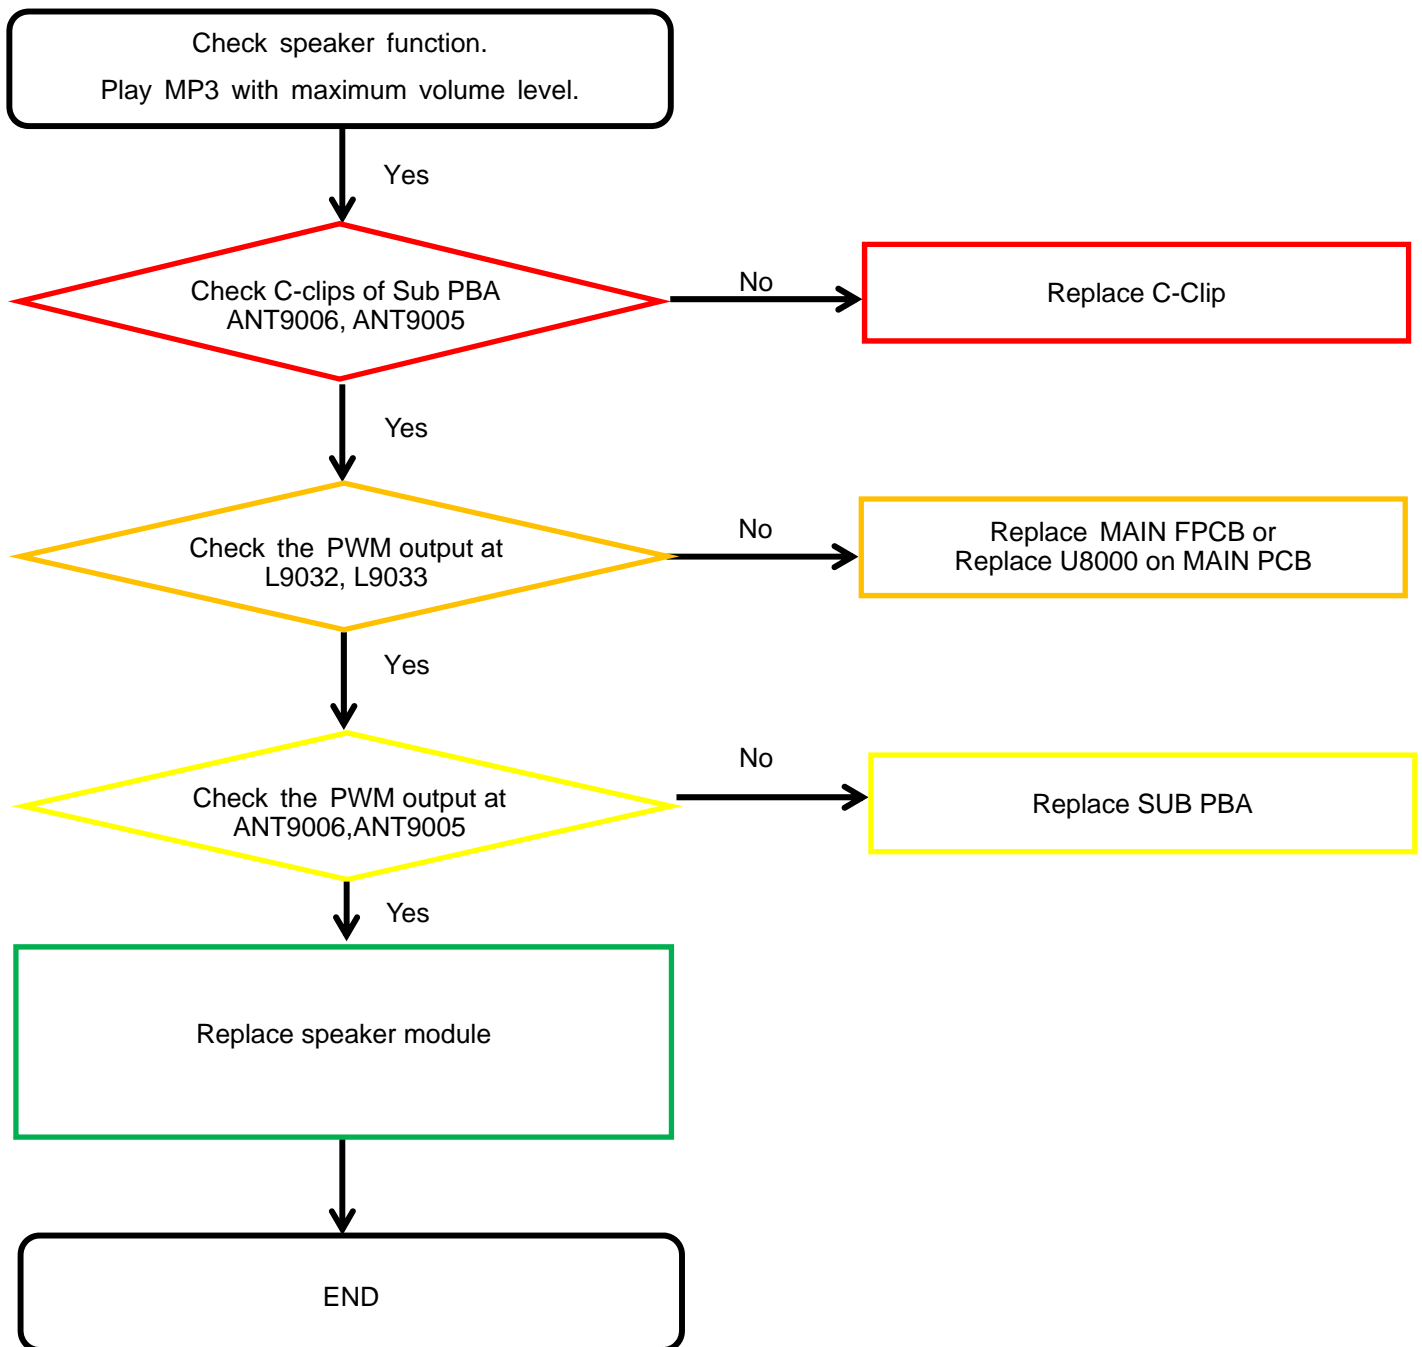 Check speaker function.
Play MP3 with maximum volume level.
Yes
Check C-clips of Sub PBA
ANT9006, ANT9005
No
Replace C-Clip
Yes
Check the PWM output at
L9032, L9033
No
Replace MAIN FPCB or
Replace U8000 on MAIN PCB
Yes
Check the PWM output at
ANT9006,ANT9005
No
Replace SUB PBA
Yes
Replace speaker module
END